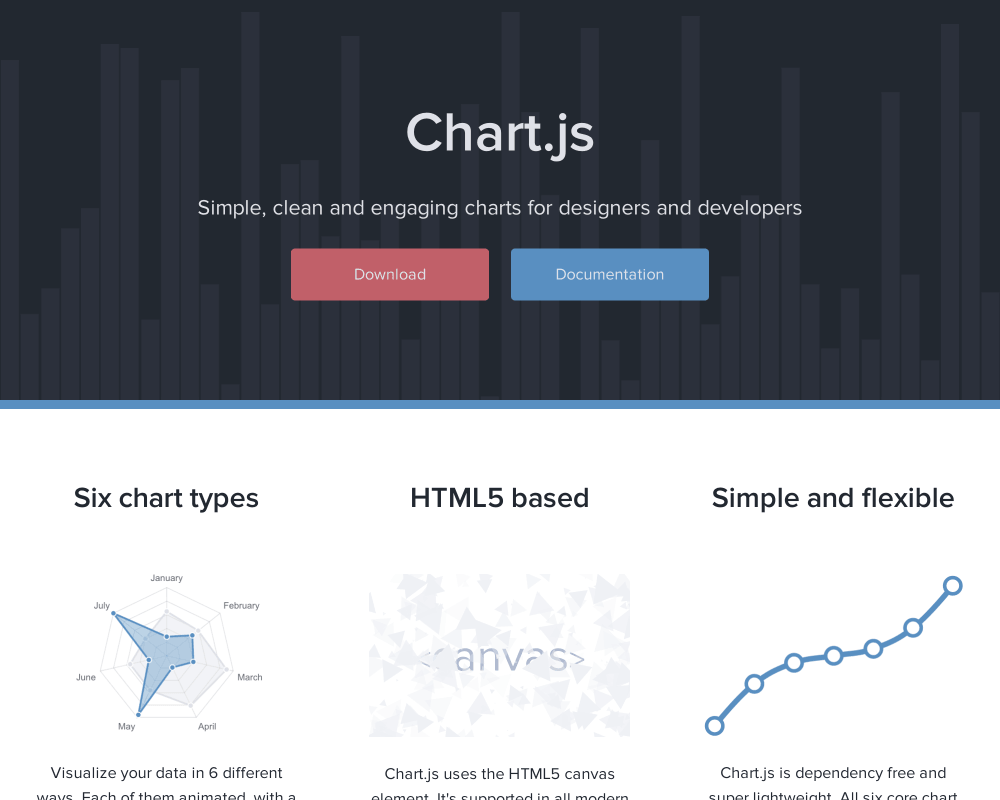 Chart.js
Simple, clean and engaging charts for designers and developers
Download
Documentation
Six chart types
HTML5 based
Simple and flexible
January
July
February
June
March
May
April
<canvas>
Visualize your data in 6 different
ways. Each of them animated, with a
Chart.js uses the HTML5 canvas
element. It's supported in all modern
Chart.js is dependency free and
super lightweight. All six core chart